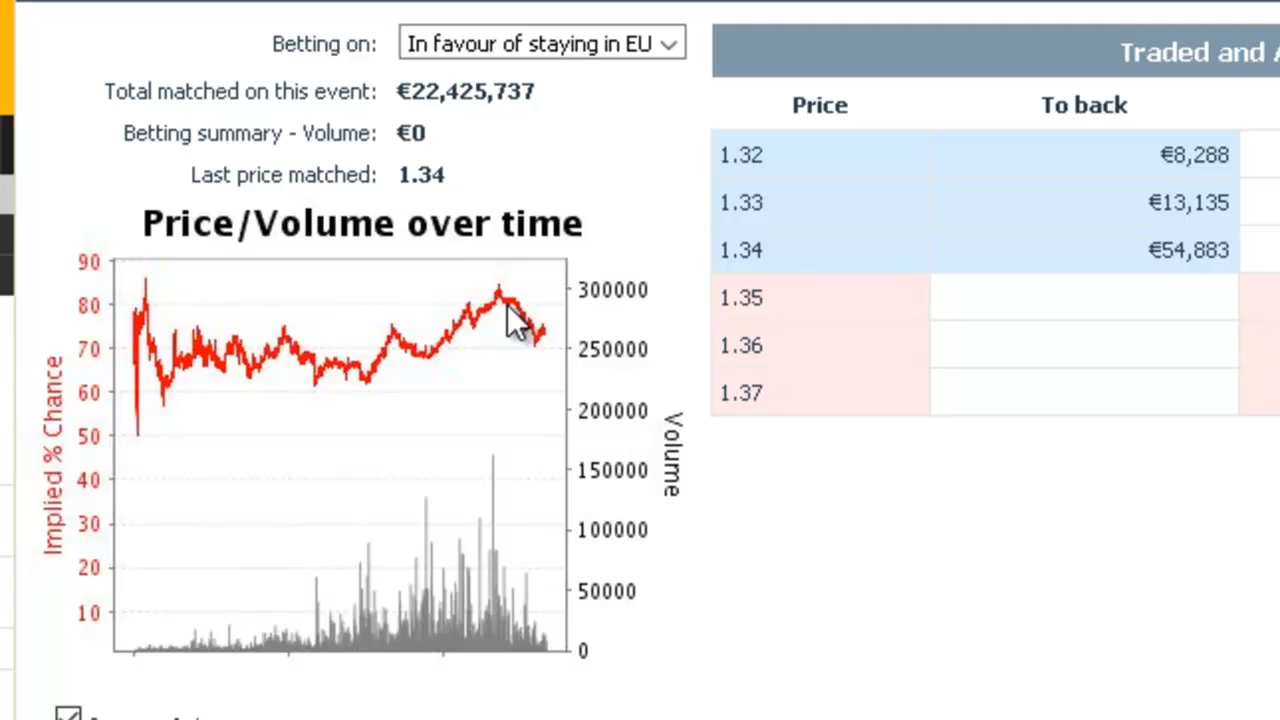 Betting on: In favour of staying in EU
Total matched on this event: €22,425,737
Betting summary - Volume: €0
Last price matched: 1.34
Price/Volume over time
90
80
70
60
50
40
30
20
10
Implied % Chance
300000
250000
200000
150000
100000
50000
0
Volume
Traded and
Price To back
1.32 €8,288
1.33 €13,135
1.34 €54,883
1.35
1.36
1.37